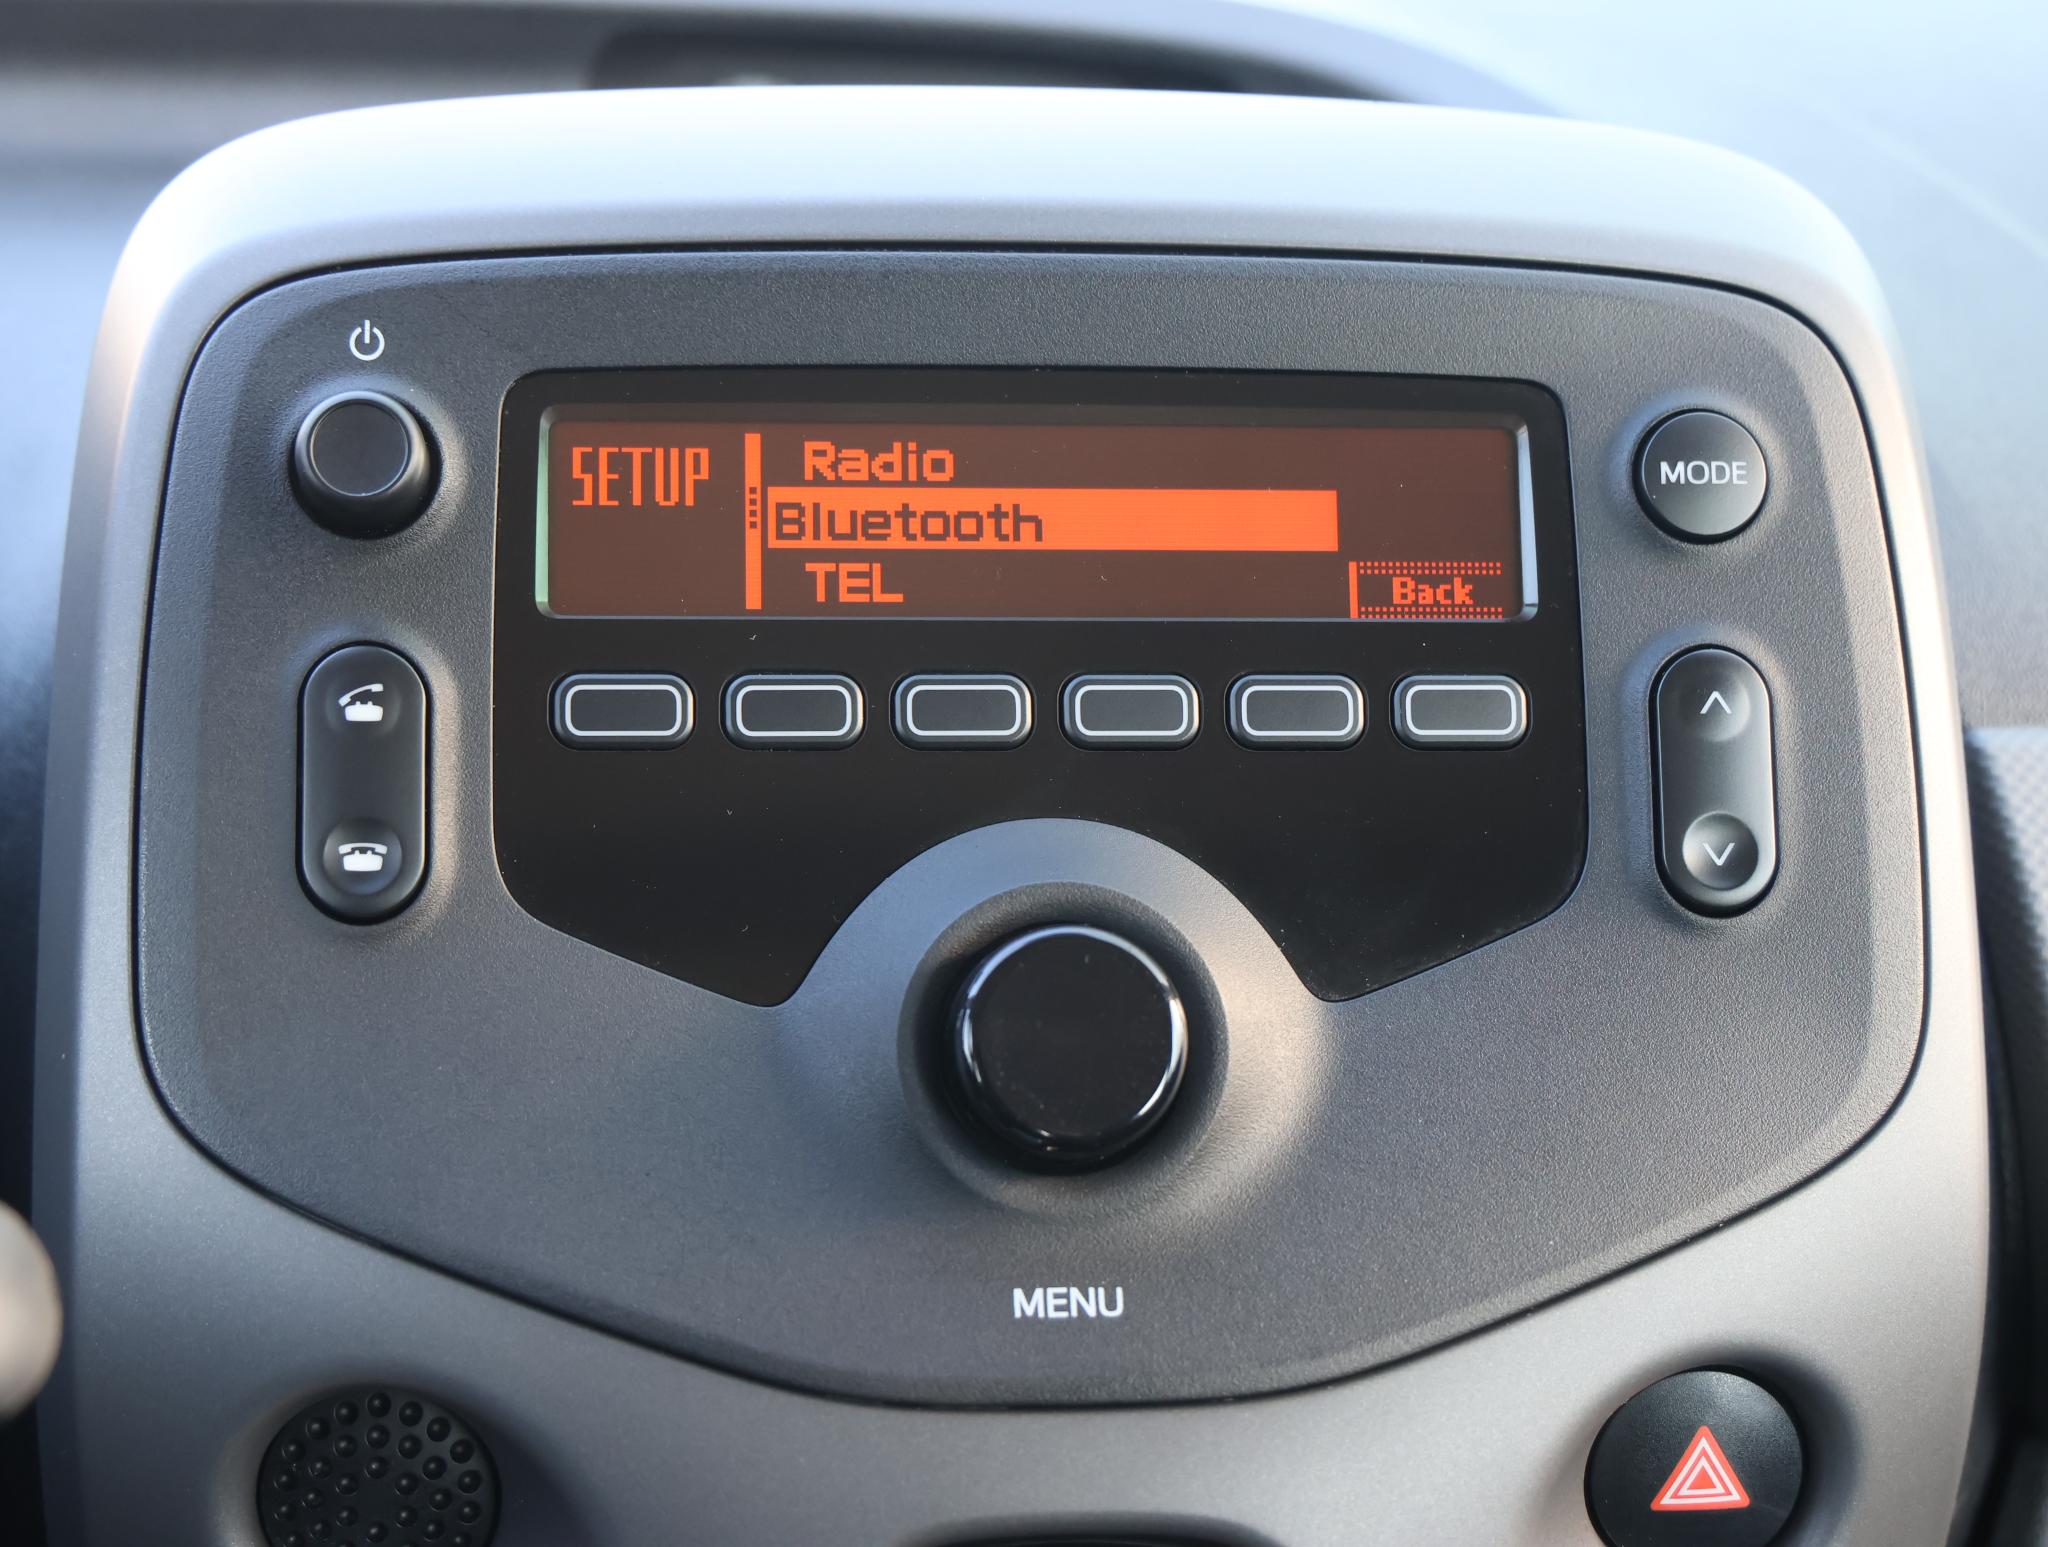 SETUP
Radio
Bluetooth
TEL
Back
MODE
MENU